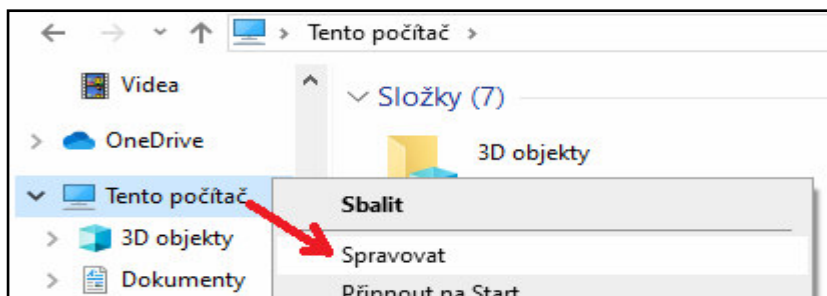 Tento počítač
Videa
Složky (7)
OneDrive
3D objekty
Tento počítač
Sbalit
3D objekty
Spravovat
Dokumenty
Připnout na Start